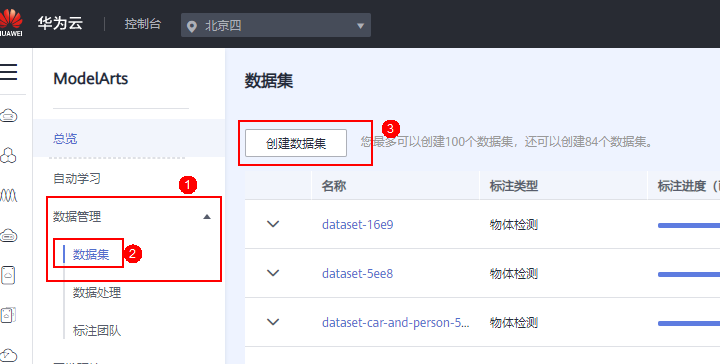 HUAWEI
华为云
控制台
北京四
ModelArts
总览
自动学习
1
数据管理
数据集
2
数据处理
标注团队
数据集
创建数据集
3
您最多可以创建100个数据集，还可以创建84个数据集。
名称 标注类型 标注进度（
dataset-16e9 物体检测
dataset-5ee8 物体检测
dataset-car-and-person-5... 物体检测